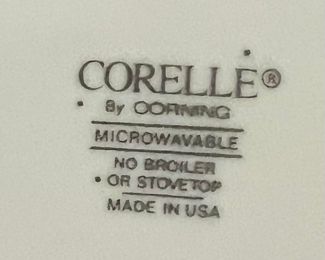 CORELLE®
By CORNING
MICROWAVABLE
NO BROILER
OR STOVETOP
MADE IN USA